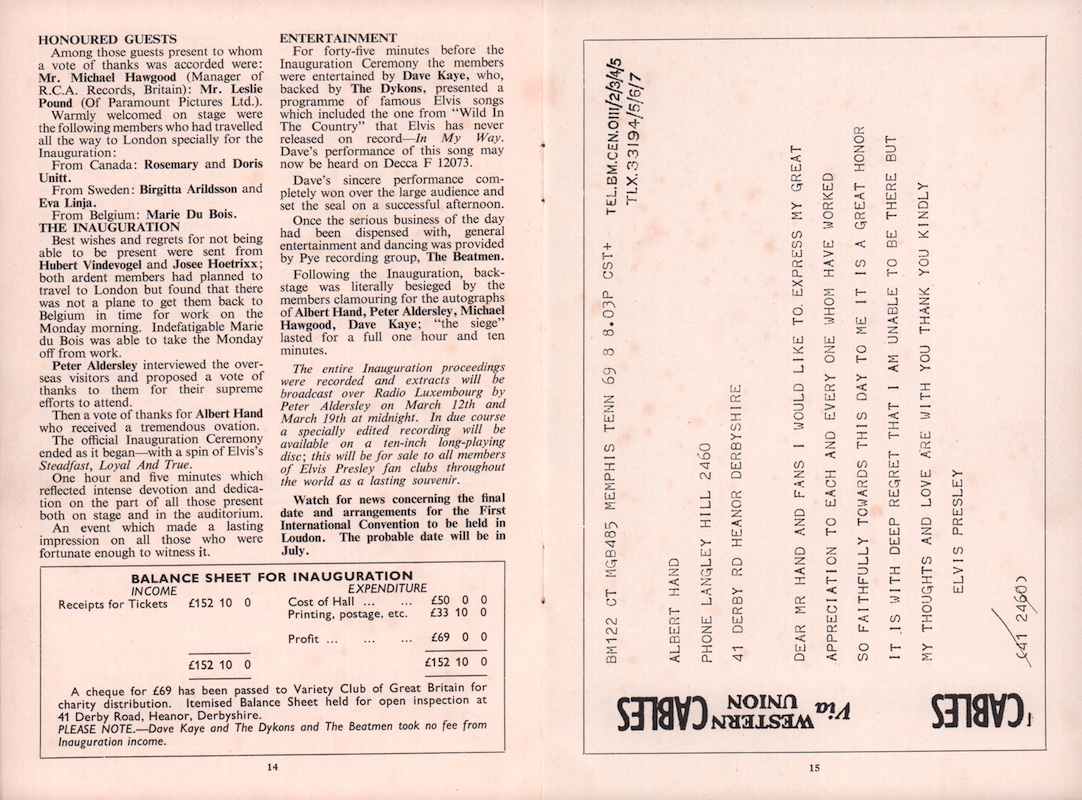 HONOURED GUESTS
Among those guests present to whom
a vote of thanks was accorded were:
Mr. Michael Hawgood (Manager of
R.C.A. Records, Britain): Mr. Leslie
Pound (Of Paramount Pictures Ltd.).
Warmly welcomed on stage were
the following members who had travelled
all the way to London specially for the
Inauguration:
From Canada: Rosemary and Doris
Unitt.
From Sweden: Birgitta Arildsson and
Eva Linja.
From Belgium: Marie Du Bois.
THE INAUGURATION
Best wishes and regrets for not being
able to be present were sent from
Hubert Vindevogel and Josee Hoetrixx;
both ardent members had planned to
travel to London but found that there
was not a plane to get them back to
Belgium in time for work on the
Monday morning. Indefatigable Marie
du Bois was able to take the Monday
off from work.
Peter Aldersley interviewed the over-
seas visitors and proposed a vote of
thanks to them for their supreme
efforts to attend.
Then a vote of thanks for Albert Hand
who received a tremendous ovation.
The official Inauguration Ceremony
ended as it began—with a spin of Elvis's
Steadfast, Loyal And True.
One hour and five minutes which
reflected intense devotion and dedica-
tion on the part of all those present
both on stage and in the auditorium.
An event which made a lasting
impression on all those who were
fortunate enough to witness it.
ENTERTAINMENT
For forty-five minutes before the
Inauguration Ceremony the members
were entertained by Dave Kaye, who,
backed by The Dykons, presented a
programme of famous Elvis songs
which included the one from "Wild In
The Country" that Elvis has never
released on record—In My Way.
Dave's performance of this song may
now be heard on Decca F 12073.
Dave's sincere performance com-
pletely won over the large audience and
set the seal on a successful afternoon.
Once the serious business of the day
had been dispensed with, general
entertainment and dancing was provided
by Pye recording group, The Beatmen.
Following the Inauguration, back-
stage was literally besieged by the
members clamouring for the autographs
of Albert Hand, Peter Aldersley, Michael
Hawgood, Dave Kaye; "the siege"
lasted for a full one hour and ten
minutes.
The entire Inauguration proceedings
were recorded and extracts will be
broadcast over Radio Luxembourg by
Peter Aldersley on March 12th and
March 19th at midnight. In due course
a specially edited recording will be
available on a ten-inch long-playing
disc; this will be for sale to all members
of Elvis Presley fan clubs throughout
the world as a lasting souvenir.
Watch for news concerning the final
date and arrangements for the First
International Convention to be held in
Loudon. The probable date will be in
July.
BALANCE SHEET FOR INAUGURATION
INCOME EXPENDITURE
Receipts for Tickets £152 10 0 Cost of Hall ... ... £50 0 0
Printing, postage, etc. £33 10 0
Profit ... ... ... £69 0 0
£152 10 0 £152 10 0
A cheque for £69 has been passed to Variety Club of Great Britain for
charity distribution. Itemised Balance Sheet held for open inspection at
41 Derby Road, Heanor, Derbyshire.
PLEASE NOTE.—Dave Kaye and The Dykons and The Beatmen took no fee from
Inauguration income.
14
CABLES
Via
WESTERN
UNION
CABLES
TEL.BM.CEN.0111/2/3/4/5
TLX.33194/5/6/7
BM122 CT MGB485 MEMPHIS TENN 69 8 8.03P CST+
ALBERT HAND
PHONE LANGLEY HILL 2460
41 DERBY RD HEANOR DERBYSHIRE
DEAR MR HAND AND FANS I WOULD LIKE TO EXPRESS MY GREAT
APPRECIATION TO EACH AND EVERY ONE WHOM HAVE WORKED
SO FAITHFULLY TOWARDS THIS DAY TO ME IT IS A GREAT HONOR
IT IS WITH DEEP REGRET THAT I AM UNABLE TO BE THERE BUT
MY THOUGHTS AND LOVE ARE WITH YOU THANK YOU KINDLY
ELVIS PRESLEY
(41 2460)
15